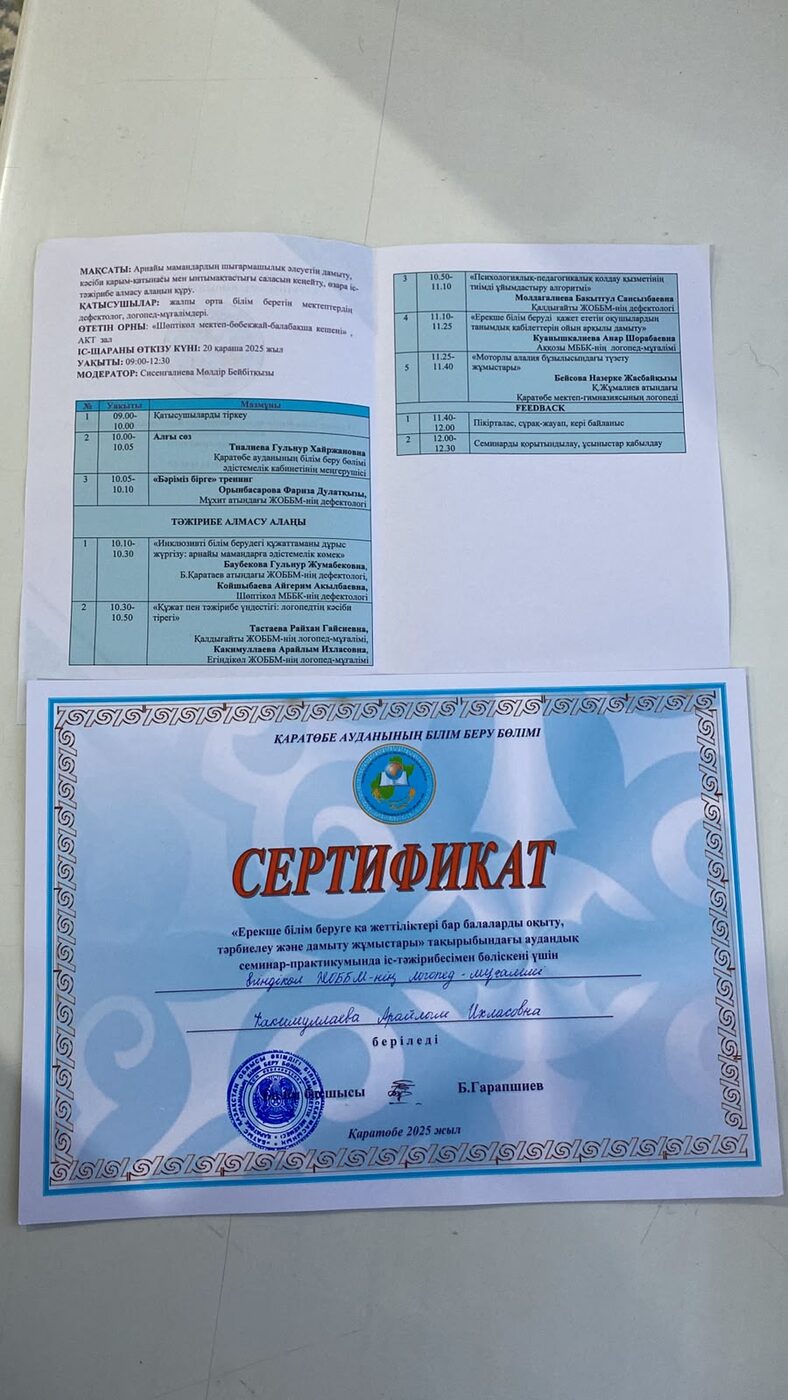 МАҚСАТЫ: Арнайы мамандардың шығармашылық әлеуетін дамыту,
кәсіби қарым-қатынасы мен ынтымақтастығы саласын кеңейту, өзара іс-
тәжірибе алмасу алаңын құру.
ҚАТЫСУШЫЛАР: жалпы орта білім беретін мектептердің
дефектолог, логопед-мұғалімдері.
ӨТЕТІН ОРНЫ: «Шөптікөл мектеп-бөбекжай-балабақша кешені» ,
АКТ зал
ІС-ШАРАНЫ ӨТКІЗУ КҮНІ: 20 қараша 2025 жыл
УАҚЫТЫ: 09:00-12:30
МОДЕРАТОР: Сисенгалиева Мөлдір Бейбітқызы
№ Уақыты Мазмұны
1 09.00-10.00 Қатысушыларды тіркеу
2 10.00-10.05 Алғы сөз
Тналиева Гульнур Хайржановна
Қаратөбе ауданының білім беру бөлімі
әдістемелік кабинетінің меңгерушісі
3 10.05-10.10 «Бәріміз бірге» тренинг
Орынбасарова Фариза Дулатқызы,
Мұхит атындағы ЖОББМ-нің дефектологі
ТӘЖІРИБЕ АЛМАСУ АЛАҢЫ
1 10.10-10.30 «Инклюзивті білім берудегі құжаттаманы дұрыс
жүргізу: арнайы мамандарға әдістемелік көмек»
Баубекова Гульнур Жумабековна,
Б.Қаратаев атындағы ЖОББМ-нің дефектологі,
Койшыбаева Айгерим Акылбаевна,
Шөптікөл МББК-нің дефектологі
2 10.30-10.50 «Құжат пен тәжірибе үндестігі: логопедтің кәсіби
тірегі»
Тастаева Райхан Гайсиевна,
Қалдығайты ЖОББМ-нің логопед-мұғалімі,
Какимуллаева Арайлым Ихласовна,
Егіндікөл ЖОББМ-нің логопед-мұғалімі
3 10.50-11.10 «Психологиялық-педагогикалық қолдау қызметінің
тиімді ұйымдастыру алгоритмі»
Молдагалиева Бакытгул Сансызбаевна
Қалдығайты ЖОББМ-нің дефектологі
4 11.10-11.25 «Ерекше білім беруді қажет ететін оқушылардың
танымдық қабілеттерін ойын арқылы дамыту»
Куанышкалиева Анар Шорабаевна
Аққозы МББК-нің логопед-мұғалімі
5 11.25-11.40 «Моторлы алалия бұзылысындағы түзету
жұмыстары»
Бейсова Назерке Жасбайқызы
Қ.Жұмалиев атындағы
Қаратөбе мектеп-гимназиясының логопеді
FEEDBACK
1 11.40-12.00 Пікірталас, сұрақ-жауап, кері байланыс
2 12.00-12.30 Семинарды қорытындылау, ұсыныстар қабылдау
ҚАРАТӨБЕ АУДАНЫНЫҢ БІЛІМ БЕРУ БӨЛІМІ
СЕРТИФИКАТ
«Ерекше білім беруге қа жеттіліктері бар балаларды оқыту,
тәрбиелеу және дамыту жұмыстары» тақырыбындағы аудандық
семинар-практикумында іс-тәжірибесімен бөліскені үшін
ЖОББМ-нің логопед-мұғалімі
Какимуллаева Арайлым Ихласовна
беріледі
басшысы Б.Гарапшиев
Қаратөбе 2025 жыл